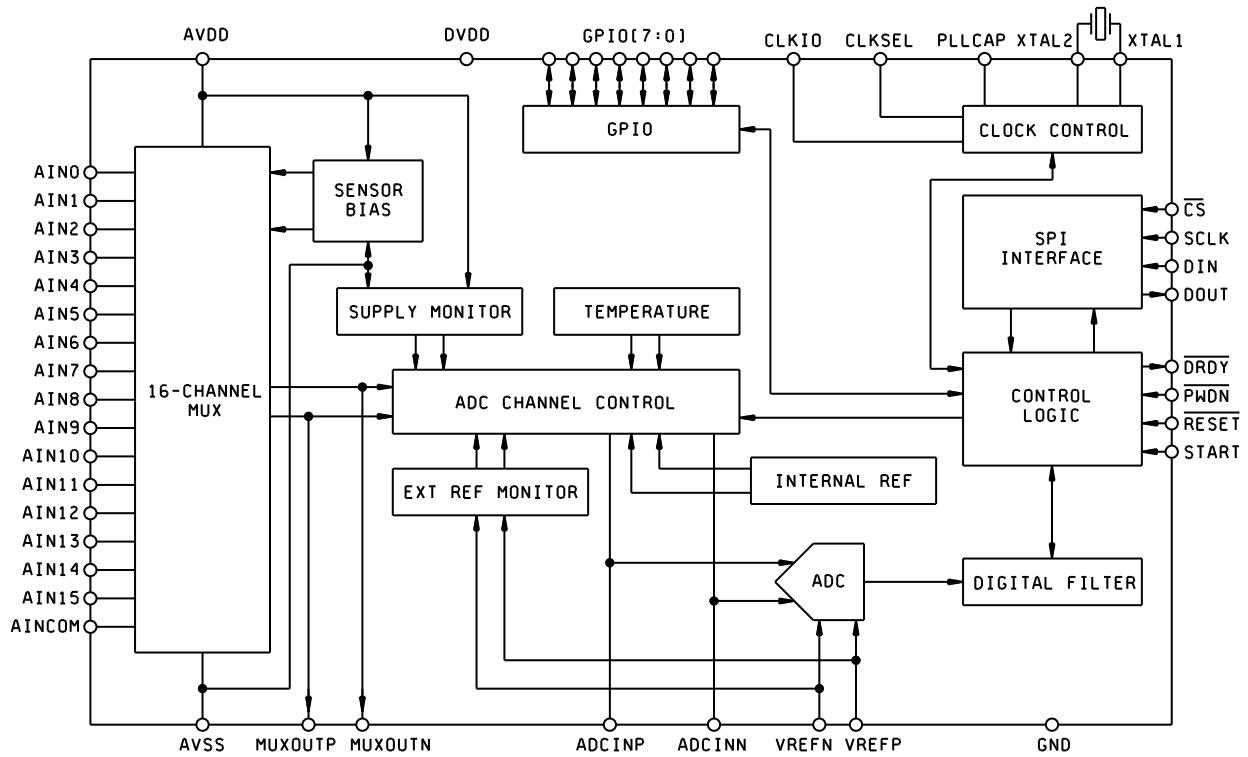 AVDD
DVDD
GPIO[7:0]
CLKIO
CLKSEL
PLLCAP
XTAL2
XTAL1
GPIO
CLOCK CONTROL
AIN0
AIN1
AIN2
AIN3
AIN4
AIN5
AIN6
AIN7
AIN8
AIN9
AIN10
AIN11
AIN12
AIN13
AIN14
AIN15
AINCOM
16-CHANNEL
MUX
SENSOR
BIAS
SUPPLY MONITOR
TEMPERATURE
ADC CHANNEL CONTROL
EXT REF MONITOR
INTERNAL REF
ADC
SPI
INTERFACE
CONTROL
LOGIC
DIGITAL FILTER
CS
SCLK
DIN
DOUT
DRDY
PWDN
RESET
START
AVSS
MUXOUTP
MUXOUTN
ADCINP
ADCINN
VREFN
VREFP
GND